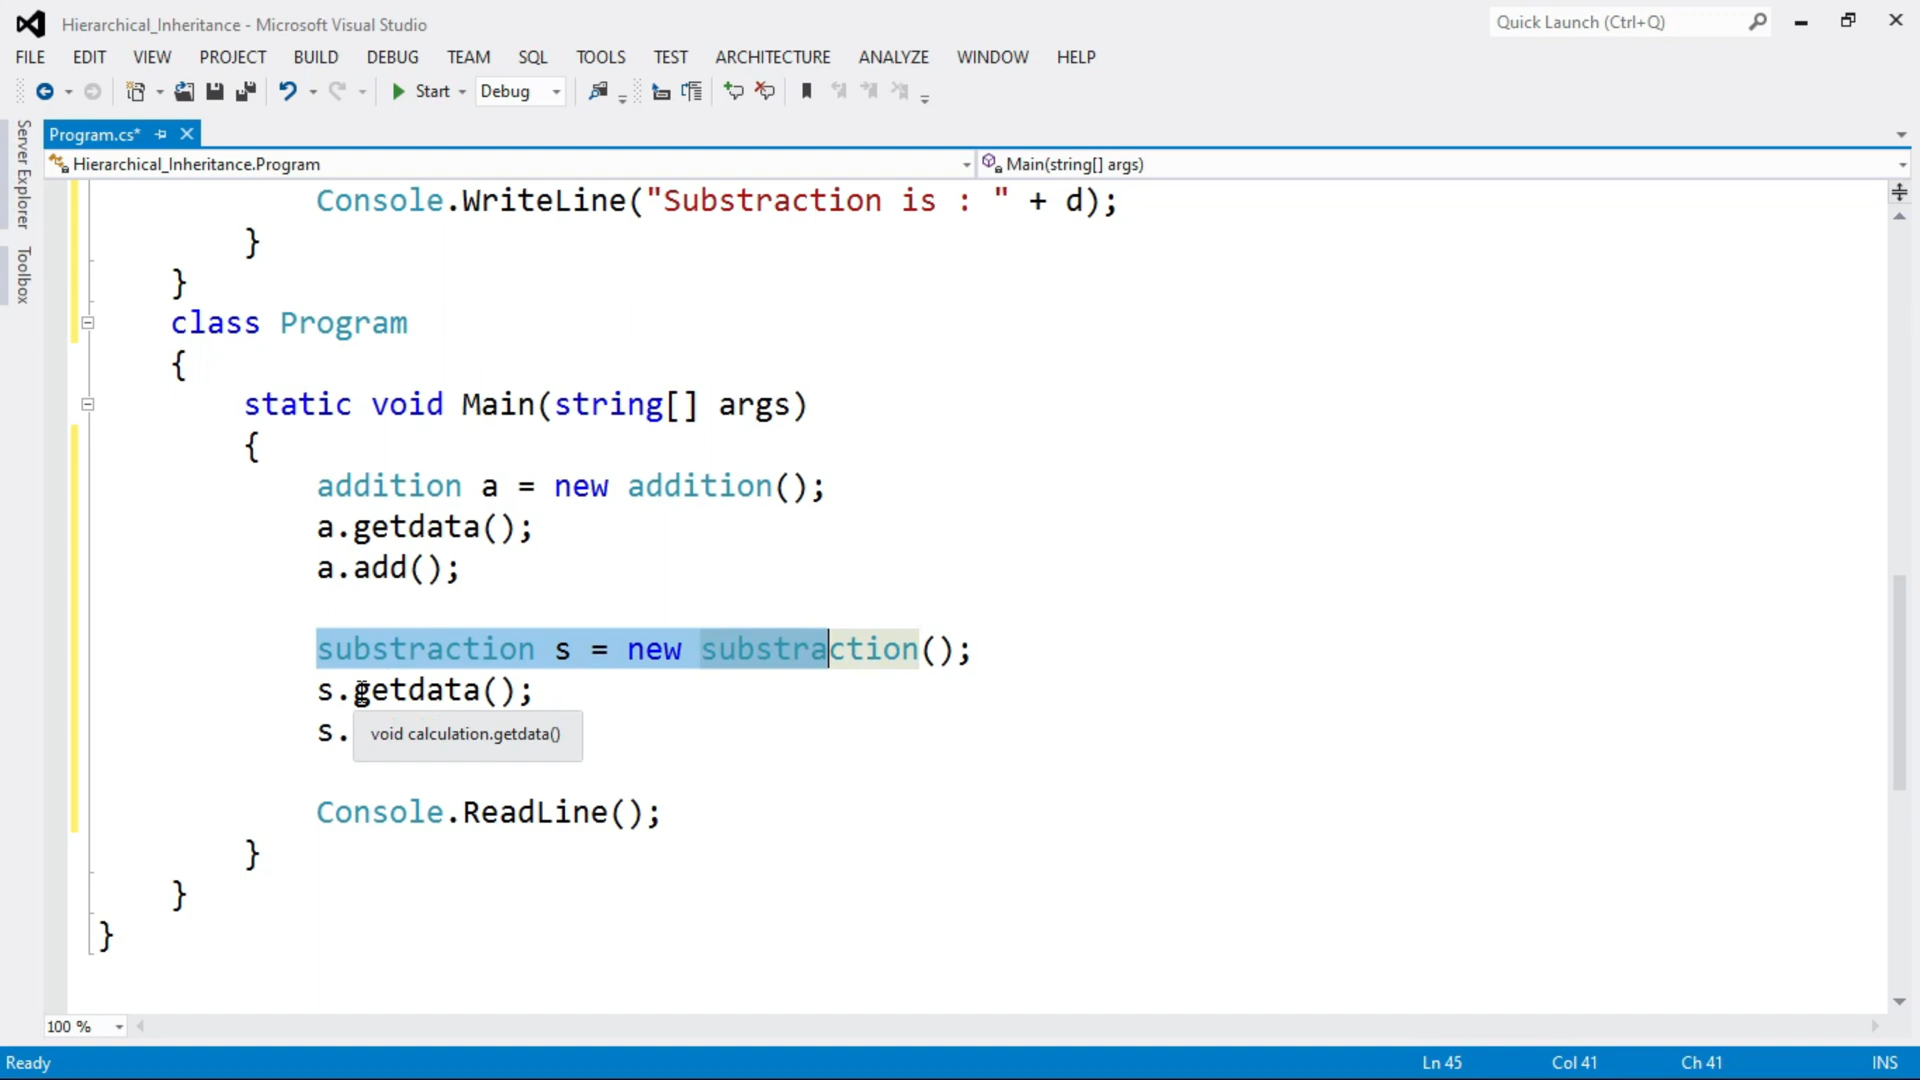 Hierarchical_Inheritance - Microsoft Visual Studio
Quick Launch (Ctrl+Q)
FILE EDIT VIEW PROJECT BUILD DEBUG TEAM SQL TOOLS TEST ARCHITECTURE ANALYZE WINDOW HELP
Start Debug
Server Explorer
Toolbox
Program.cs*
Hierarchical_Inheritance.Program
Main(string[] args)
Console.WriteLine("Substraction is : " + d);
}
}
class Program
{
static void Main(string[] args)
{
addition a = new addition();
a.getdata();
a.add();
substraction s = new substraction();
s.getdata();
s.
void calculation.getdata()
Console.ReadLine();
}
}
}
100 %
Ready
Ln 45 Col 41 Ch 41 INS